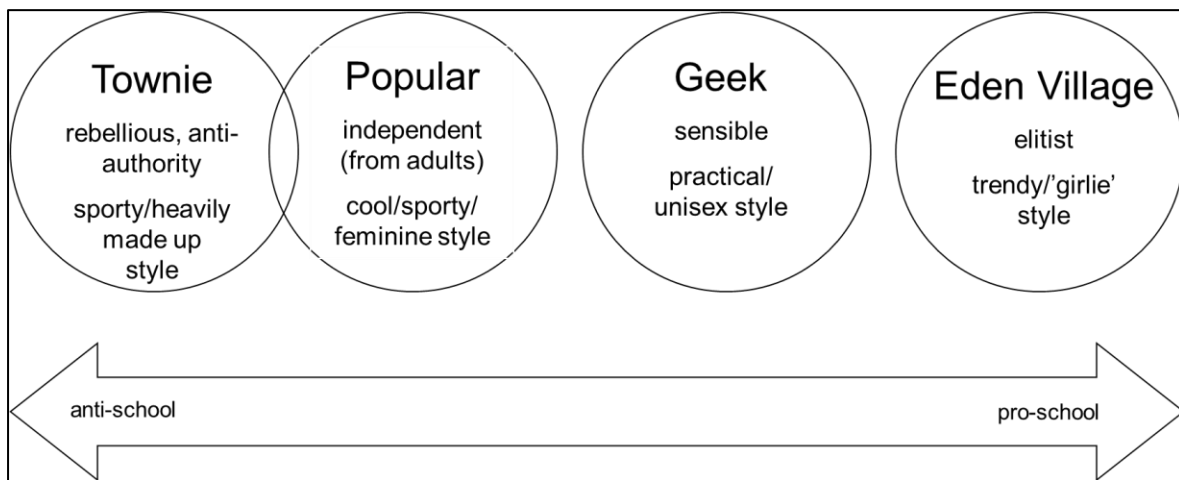 Townie
rebellious, anti-
authority
sporty/heavily
made up
style
Popular
independent
(from adults)
cool/sporty/
feminine style
Geek
sensible
practical/
unisex style
Eden Village
elitist
trendy/'girlie'
style
anti-school
pro-school